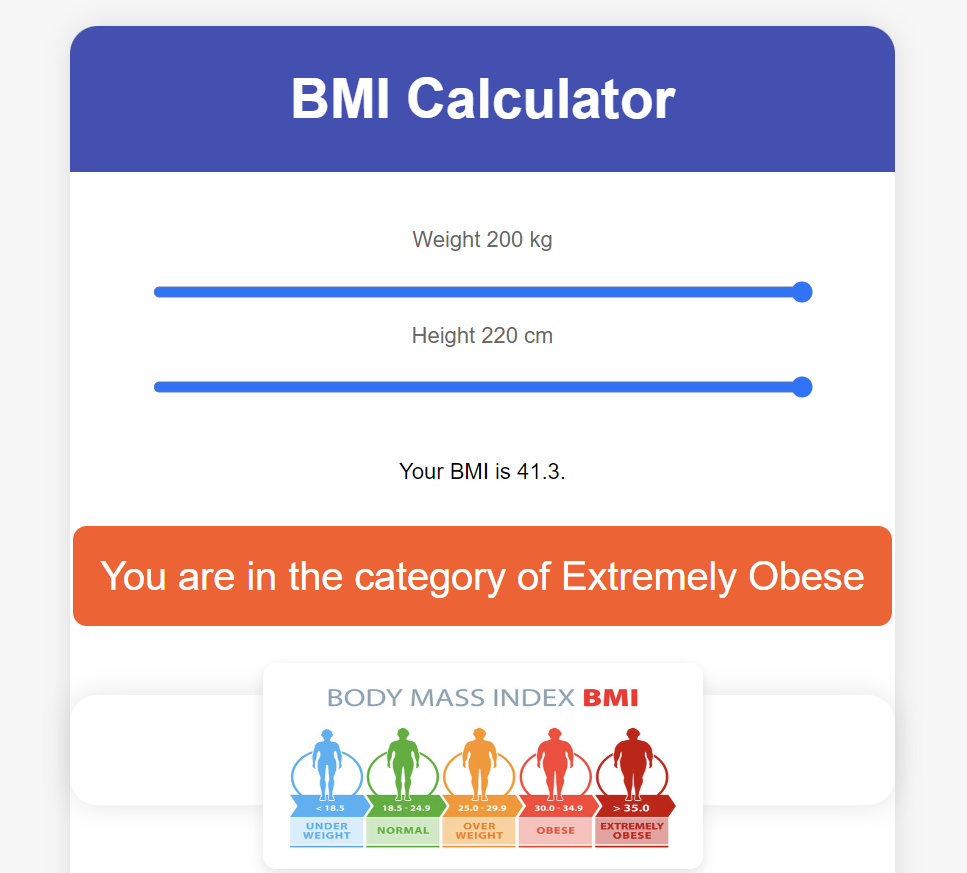 BMI Calculator
Weight 200 kg
Height 220 cm
Your BMI is 41.3.
You are in the category of Extremely Obese
BODY MASS INDEX BMI
< 18.5 18.5 - 24.9 25.0 - 29.9 30.0 - 34.9 > 35.0
UNDER WEIGHT
NORMAL
OVER WEIGHT
OBESE
EXTREMELY OBESE